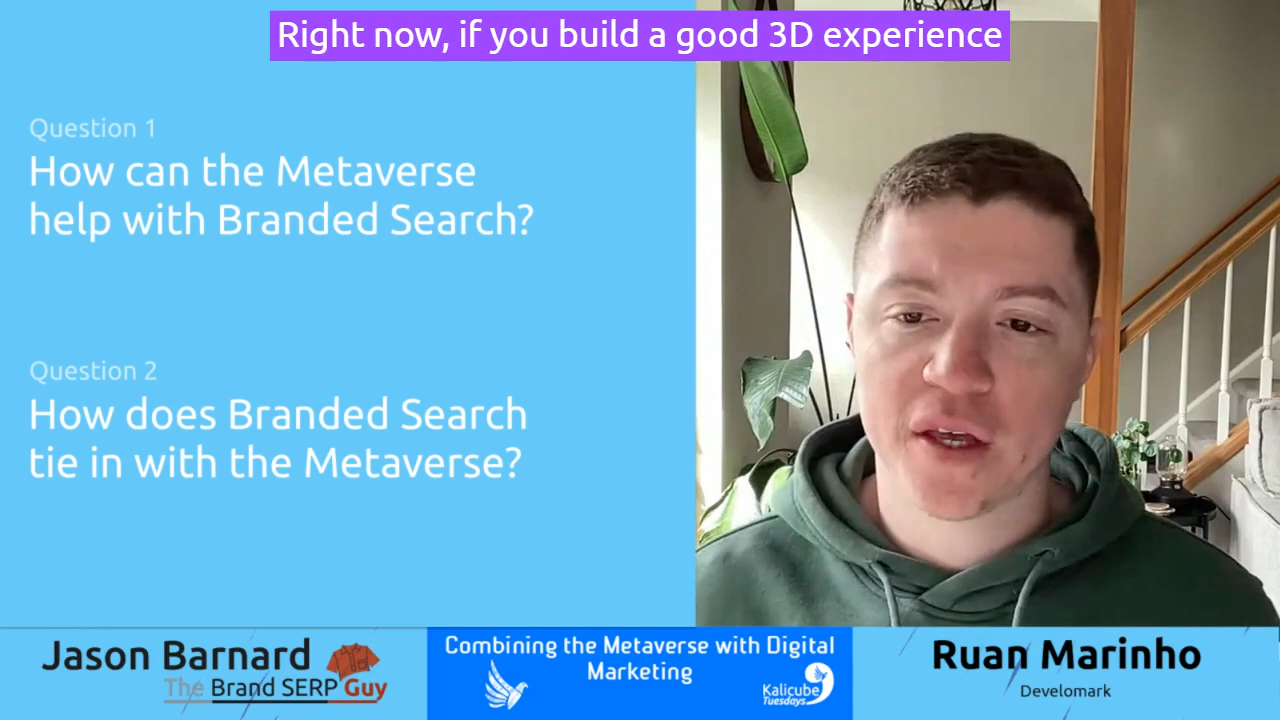 Right now, if you build a good 3D experience
Question 1
How can the Metaverse
help with Branded Search?
Question 2
How does Branded Search
tie in with the Metaverse?
Jason Barnard
The Brand SERP Guy
Combining the Metaverse with Digital
Marketing
Kalicube
Tuesdays
Ruan Marinho
Develomark